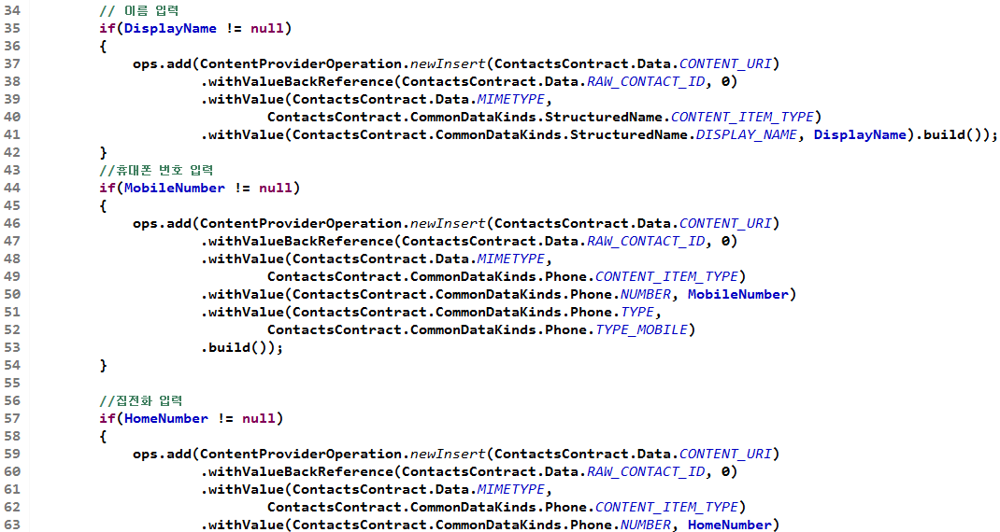 34         // 이름 입력
35         if(DisplayName != null)
36         {
37             ops.add(ContentProviderOperation.newInsert(ContactsContract.Data.CONTENT_URI)
38                     .withValueBackReference(ContactsContract.Data.RAW_CONTACT_ID, 0)
39                     .withValue(ContactsContract.Data.MIMETYPE,
40                             ContactsContract.CommonDataKinds.StructuredName.CONTENT_ITEM_TYPE)
41                     .withValue(ContactsContract.CommonDataKinds.StructuredName.DISPLAY_NAME, DisplayName).build());
42         }
43         //휴대폰 번호 입력
44         if(MobileNumber != null)
45         {
46             ops.add(ContentProviderOperation.newInsert(ContactsContract.Data.CONTENT_URI)
47                     .withValueBackReference(ContactsContract.Data.RAW_CONTACT_ID, 0)
48                     .withValue(ContactsContract.Data.MIMETYPE,
49                             ContactsContract.CommonDataKinds.Phone.CONTENT_ITEM_TYPE)
50                     .withValue(ContactsContract.CommonDataKinds.Phone.NUMBER, MobileNumber)
51                     .withValue(ContactsContract.CommonDataKinds.Phone.TYPE,
52                             ContactsContract.CommonDataKinds.Phone.TYPE_MOBILE)
53                     .build());
54         }
55
56         //집전화 입력
57         if(HomeNumber != null)
58         {
59             ops.add(ContentProviderOperation.newInsert(ContactsContract.Data.CONTENT_URI)
60                     .withValueBackReference(ContactsContract.Data.RAW_CONTACT_ID, 0)
61                     .withValue(ContactsContract.Data.MIMETYPE,
62                             ContactsContract.CommonDataKinds.Phone.CONTENT_ITEM_TYPE)
63                     .withValue(ContactsContract.CommonDataKinds.Phone.NUMBER, HomeNumber)